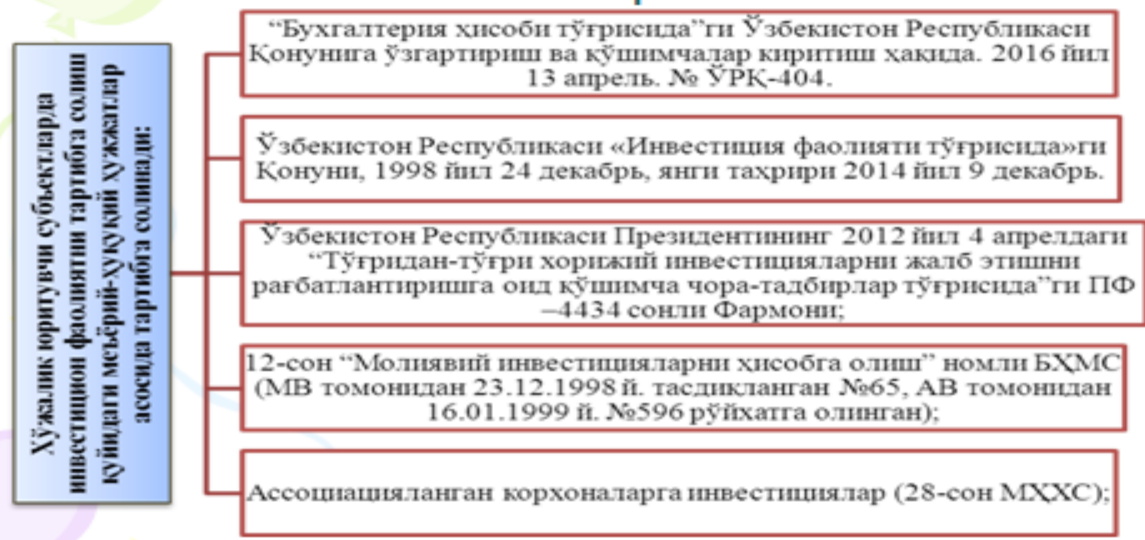 Хўжалик юритувчи субъектларда
инвестицион фаолиятни тартибга солиш
қуйидаги меъёрий-ҳуқуқий ҳужжатлар
асосида тартибга солинади:
“Бухгалтерия ҳисоби тўғрисида”ги Ўзбекистон Республикаси
Қонунига ўзгартириш ва қўшимчалар киритиш ҳақида. 2016 йил
13 апрель. № ЎРҚ-404.
Ўзбекистон Республикаси «Инвестиция фаолияти тўғрисида»ги
Қонуни, 1998 йил 24 декабрь, янги таҳрири 2014 йил 9 декабрь.
Ўзбекистон Республикаси Президентининг 2012 йил 4 апрелдаги
“Тўғридан-тўғри хорижий инвестицияларни жалб этишни
рағбатлантиришга оид қўшимча чора-тадбирлар тўғрисида”ги ПФ
–4434 сонли Фармони;
12-сон “Молиявий инвестицияларни ҳисобга олиш” номли БҲМС
(МВ томонидан 23.12.1998 й. тасдиқланган №65, АВ томонидан
16.01.1999 й. №596 рўйхатга олинган);
Ассоциацияланган корхоналарга инвестициялар (28-сон МҲҲС);